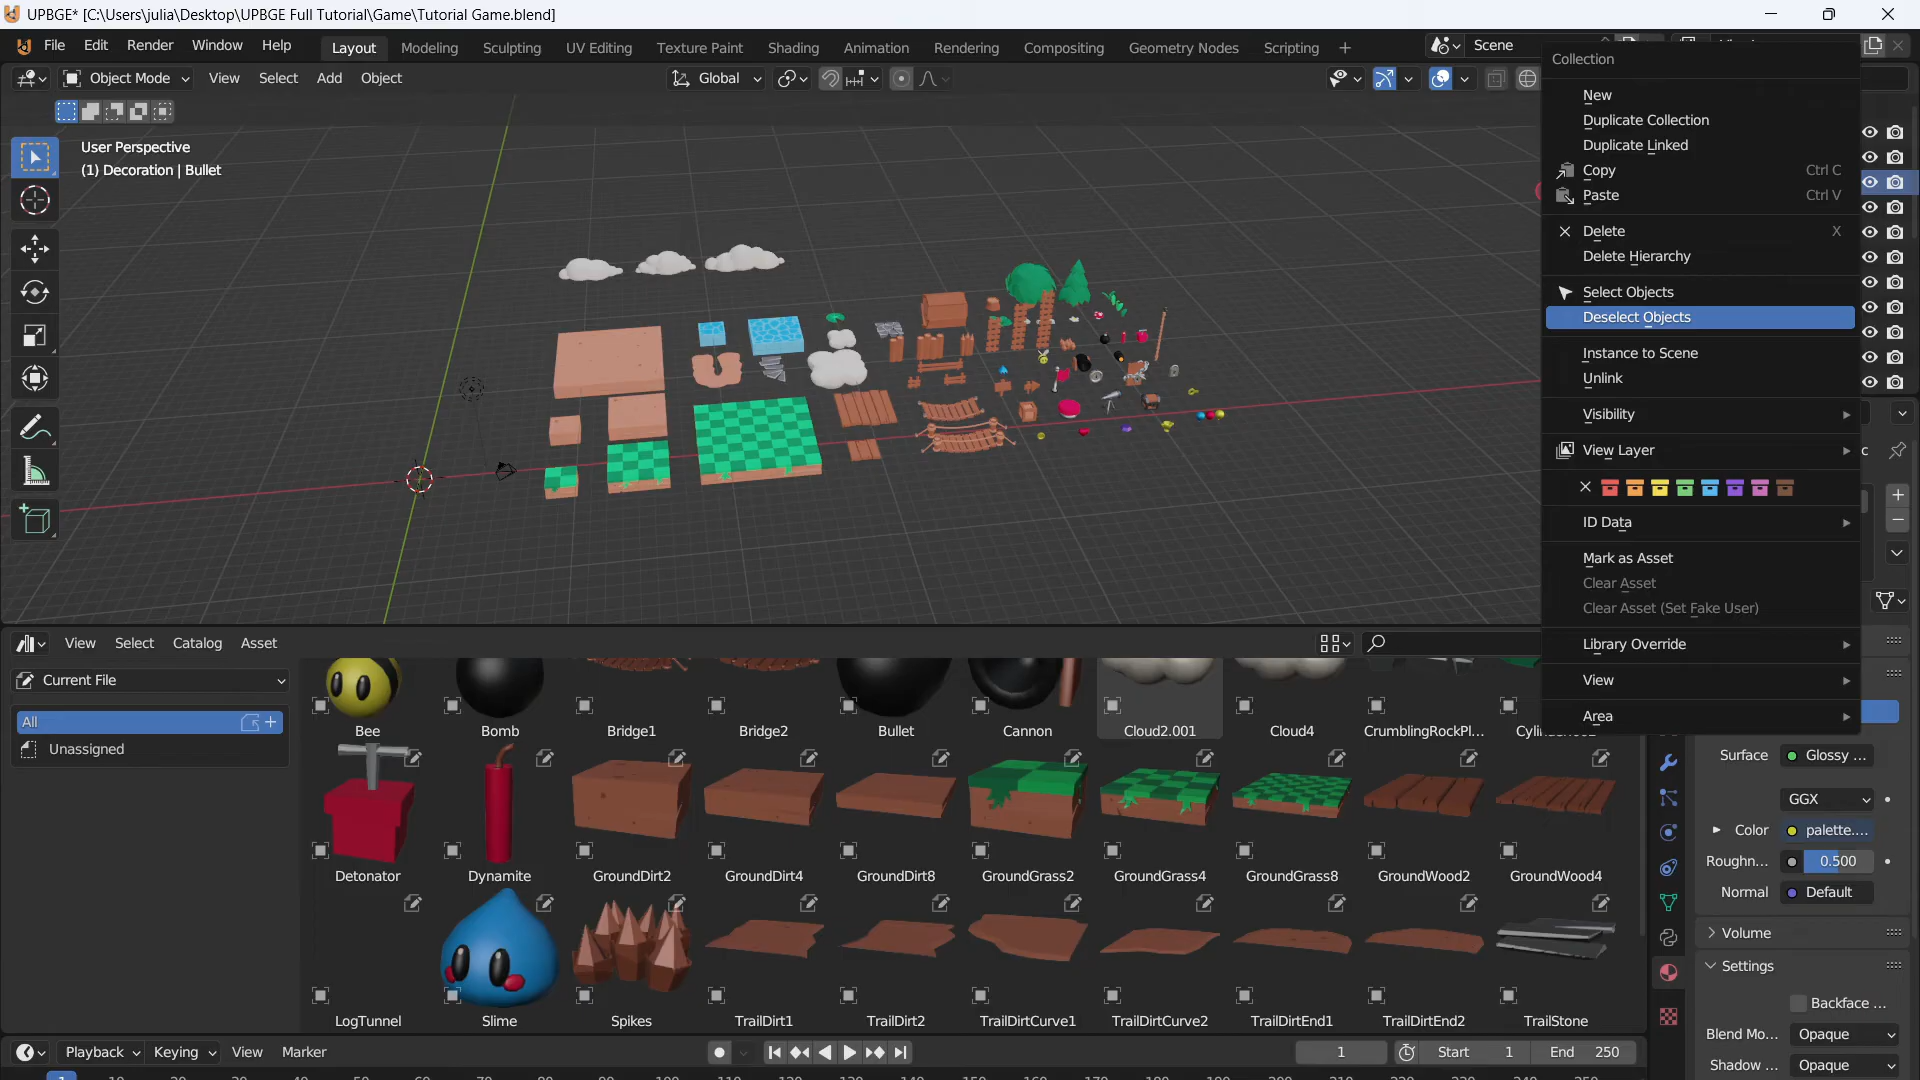 UPBGE* [C:\Users\julia\Desktop\UPBGE Full Tutorial\Game\Tutorial Game.blend]
File Edit Render Window Help Layout Modeling Sculpting UV Editing Texture Paint Shading Animation Rendering Compositing Geometry Nodes Scripting + Scene
Object Mode View Select Add Object Global
User Perspective
(1) Decoration | Bullet
Collection
New
Duplicate Collection
Duplicate Linked
Copy Ctrl C
Paste Ctrl V
Delete X
Delete Hierarchy
Select Objects
Deselect Objects
Instance to Scene
Unlink
Visibility
View Layer
ID Data
Mark as Asset
Clear Asset
Clear Asset (Set Fake User)
Library Override
View
Area
View Select Catalog Asset
Current File
All
Unassigned
Bee Bomb Bridge1 Bridge2 Bullet Cannon Cloud2.001 Cloud4 CrumblingRockPl...
Detonator Dynamite GroundDirt2 GroundDirt4 GroundDirt8 GroundGrass2 GroundGrass4 GroundGrass8 GroundWood2 GroundWood4
LogTunnel Slime Spikes TrailDirt1 TrailDirt2 TrailDirtCurve1 TrailDirtCurve2 TrailDirtEnd1 TrailDirtEnd2 TrailStone
Surface Glossy ...
GGX
Color palette....
Roughn... 0.500
Normal Default
Volume
Settings
Backface ...
Blend Mo... Opaque
Shadow ... Opaque
Playback Keying View Marker 1 Start 1 End 250